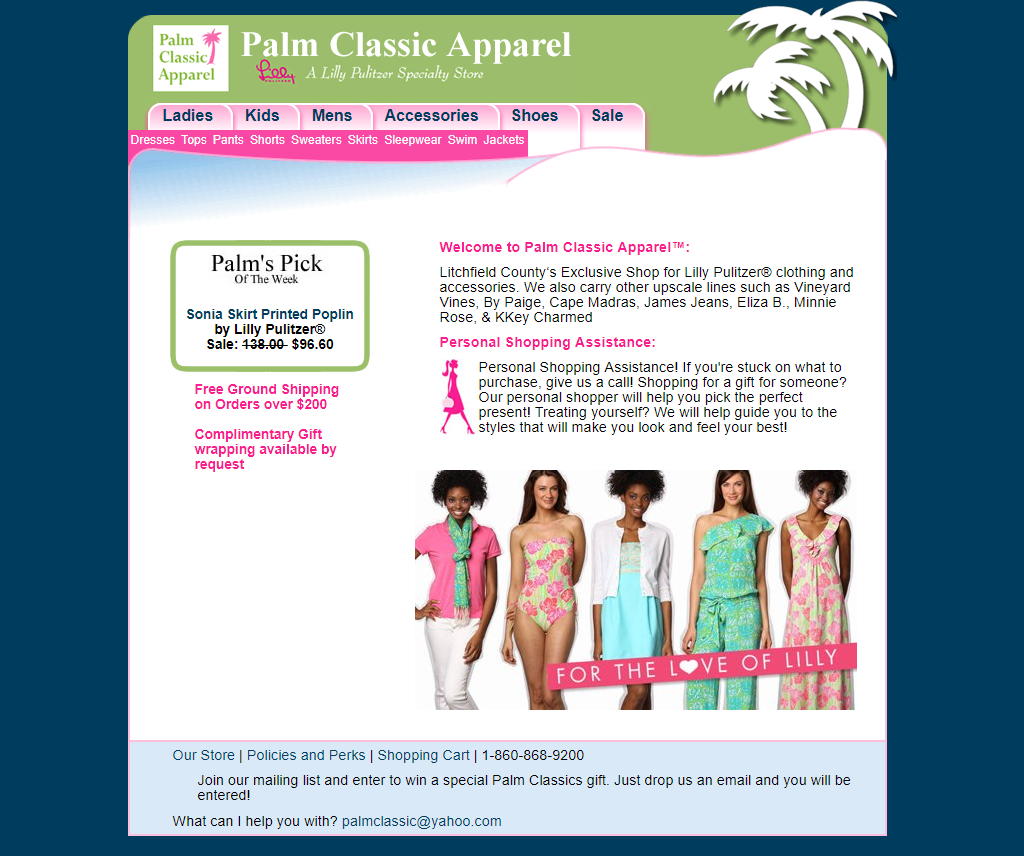 Palm
Classic
Apparel
Palm Classic Apparel
Lilly
PULITZER
A Lilly Pulitzer Specialty Store
Ladies Kids Mens Accessories Shoes Sale
Dresses Tops Pants Shorts Sweaters Skirts Sleepwear Swim Jackets
Palm's Pick
Of The Week
Sonia Skirt Printed Poplin
by Lilly Pulitzer®
Sale: 138.00 $96.60
Free Ground Shipping
on Orders over $200
Complimentary Gift
wrapping available by
request
Welcome to Palm Classic Apparel™:
Litchfield County's Exclusive Shop for Lilly Pulitzer® clothing and
accessories. We also carry other upscale lines such as Vineyard
Vines, By Paige, Cape Madras, James Jeans, Eliza B., Minnie
Rose, & KKey Charmed
Personal Shopping Assistance:
Personal Shopping Assistance! If you're stuck on what to
purchase, give us a call! Shopping for a gift for someone?
Our personal shopper will help you pick the perfect
present! Treating yourself? We will help guide you to the
styles that will make you look and feel your best!
FOR THE LOVE OF LILLY
Our Store | Policies and Perks | Shopping Cart | 1-860-868-9200
Join our mailing list and enter to win a special Palm Classics gift. Just drop us an email and you will be
entered!
What can I help you with? palmclassic@yahoo.com